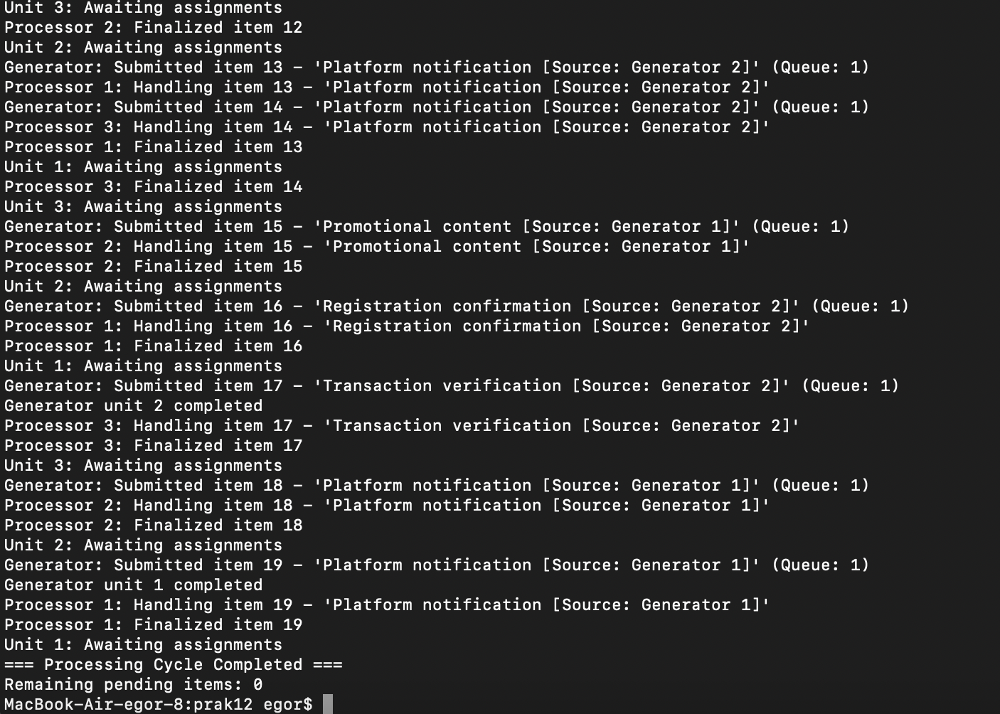 Unit 3: Awaiting assignments
Processor 2: Finalized item 12
Unit 2: Awaiting assignments
Generator: Submitted item 13 – 'Platform notification [Source: Generator 2]' (Queue: 1)
Processor 1: Handling item 13 – 'Platform notification [Source: Generator 2]'
Generator: Submitted item 14 – 'Platform notification [Source: Generator 2]' (Queue: 1)
Processor 3: Handling item 14 – 'Platform notification [Source: Generator 2]'
Processor 1: Finalized item 13
Unit 1: Awaiting assignments
Processor 3: Finalized item 14
Unit 3: Awaiting assignments
Generator: Submitted item 15 – 'Promotional content [Source: Generator 1]' (Queue: 1)
Processor 2: Handling item 15 – 'Promotional content [Source: Generator 1]'
Processor 2: Finalized item 15
Unit 2: Awaiting assignments
Generator: Submitted item 16 – 'Registration confirmation [Source: Generator 2]' (Queue: 1)
Processor 1: Handling item 16 – 'Registration confirmation [Source: Generator 2]'
Processor 1: Finalized item 16
Unit 1: Awaiting assignments
Generator: Submitted item 17 – 'Transaction verification [Source: Generator 2]' (Queue: 1)
Generator unit 2 completed
Processor 3: Handling item 17 – 'Transaction verification [Source: Generator 2]'
Processor 3: Finalized item 17
Unit 3: Awaiting assignments
Generator: Submitted item 18 – 'Platform notification [Source: Generator 1]' (Queue: 1)
Processor 2: Handling item 18 – 'Platform notification [Source: Generator 1]'
Processor 2: Finalized item 18
Unit 2: Awaiting assignments
Generator: Submitted item 19 – 'Platform notification [Source: Generator 1]' (Queue: 1)
Generator unit 1 completed
Processor 1: Handling item 19 – 'Platform notification [Source: Generator 1]'
Processor 1: Finalized item 19
Unit 1: Awaiting assignments
=== Processing Cycle Completed ===
Remaining pending items: 0
MacBook-Air-egor-8:prak12 egor$